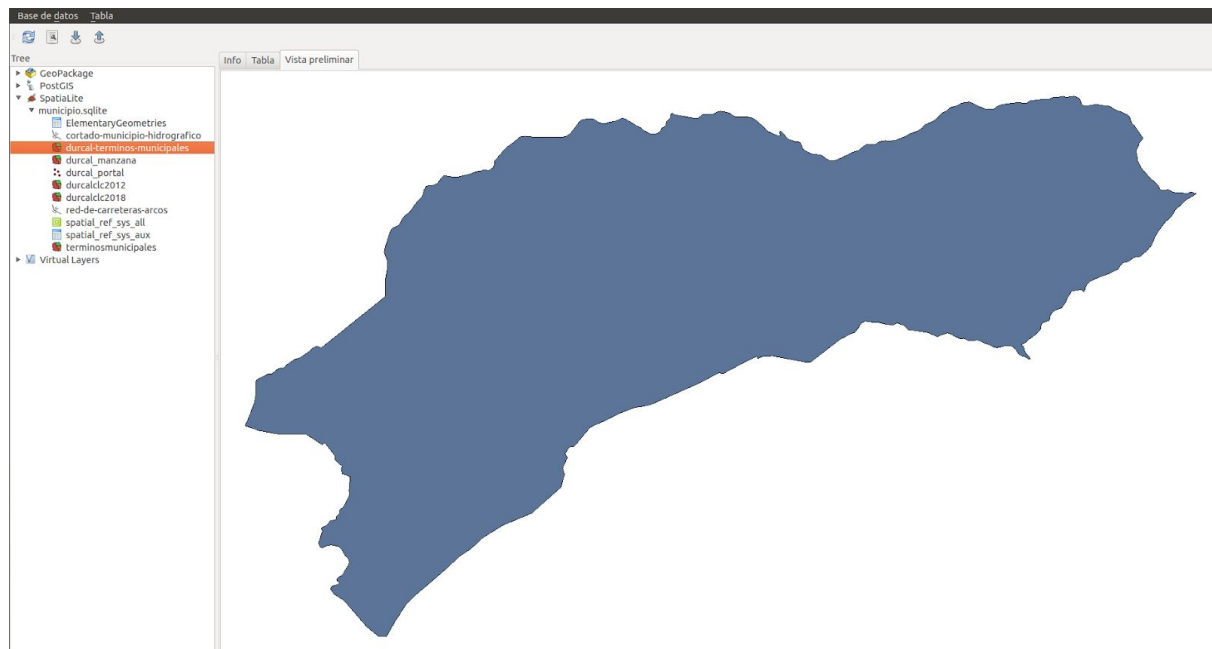 Base de datos Tabla
Tree
Info Tabla Vista preliminar
GeoPackage
PostGIS
SpatiaLite
municipio.sqlite
ElementaryGeometries
cortado-municipio-hidrografico
durcal-terminos-municipales
durcal_manzana
durcal_portal
durcalclc2012
durcalclc2018
red-de-carreteras-arcos
spatial_ref_sys_all
spatial_ref_sys_aux
terminosmunicipales
Virtual Layers